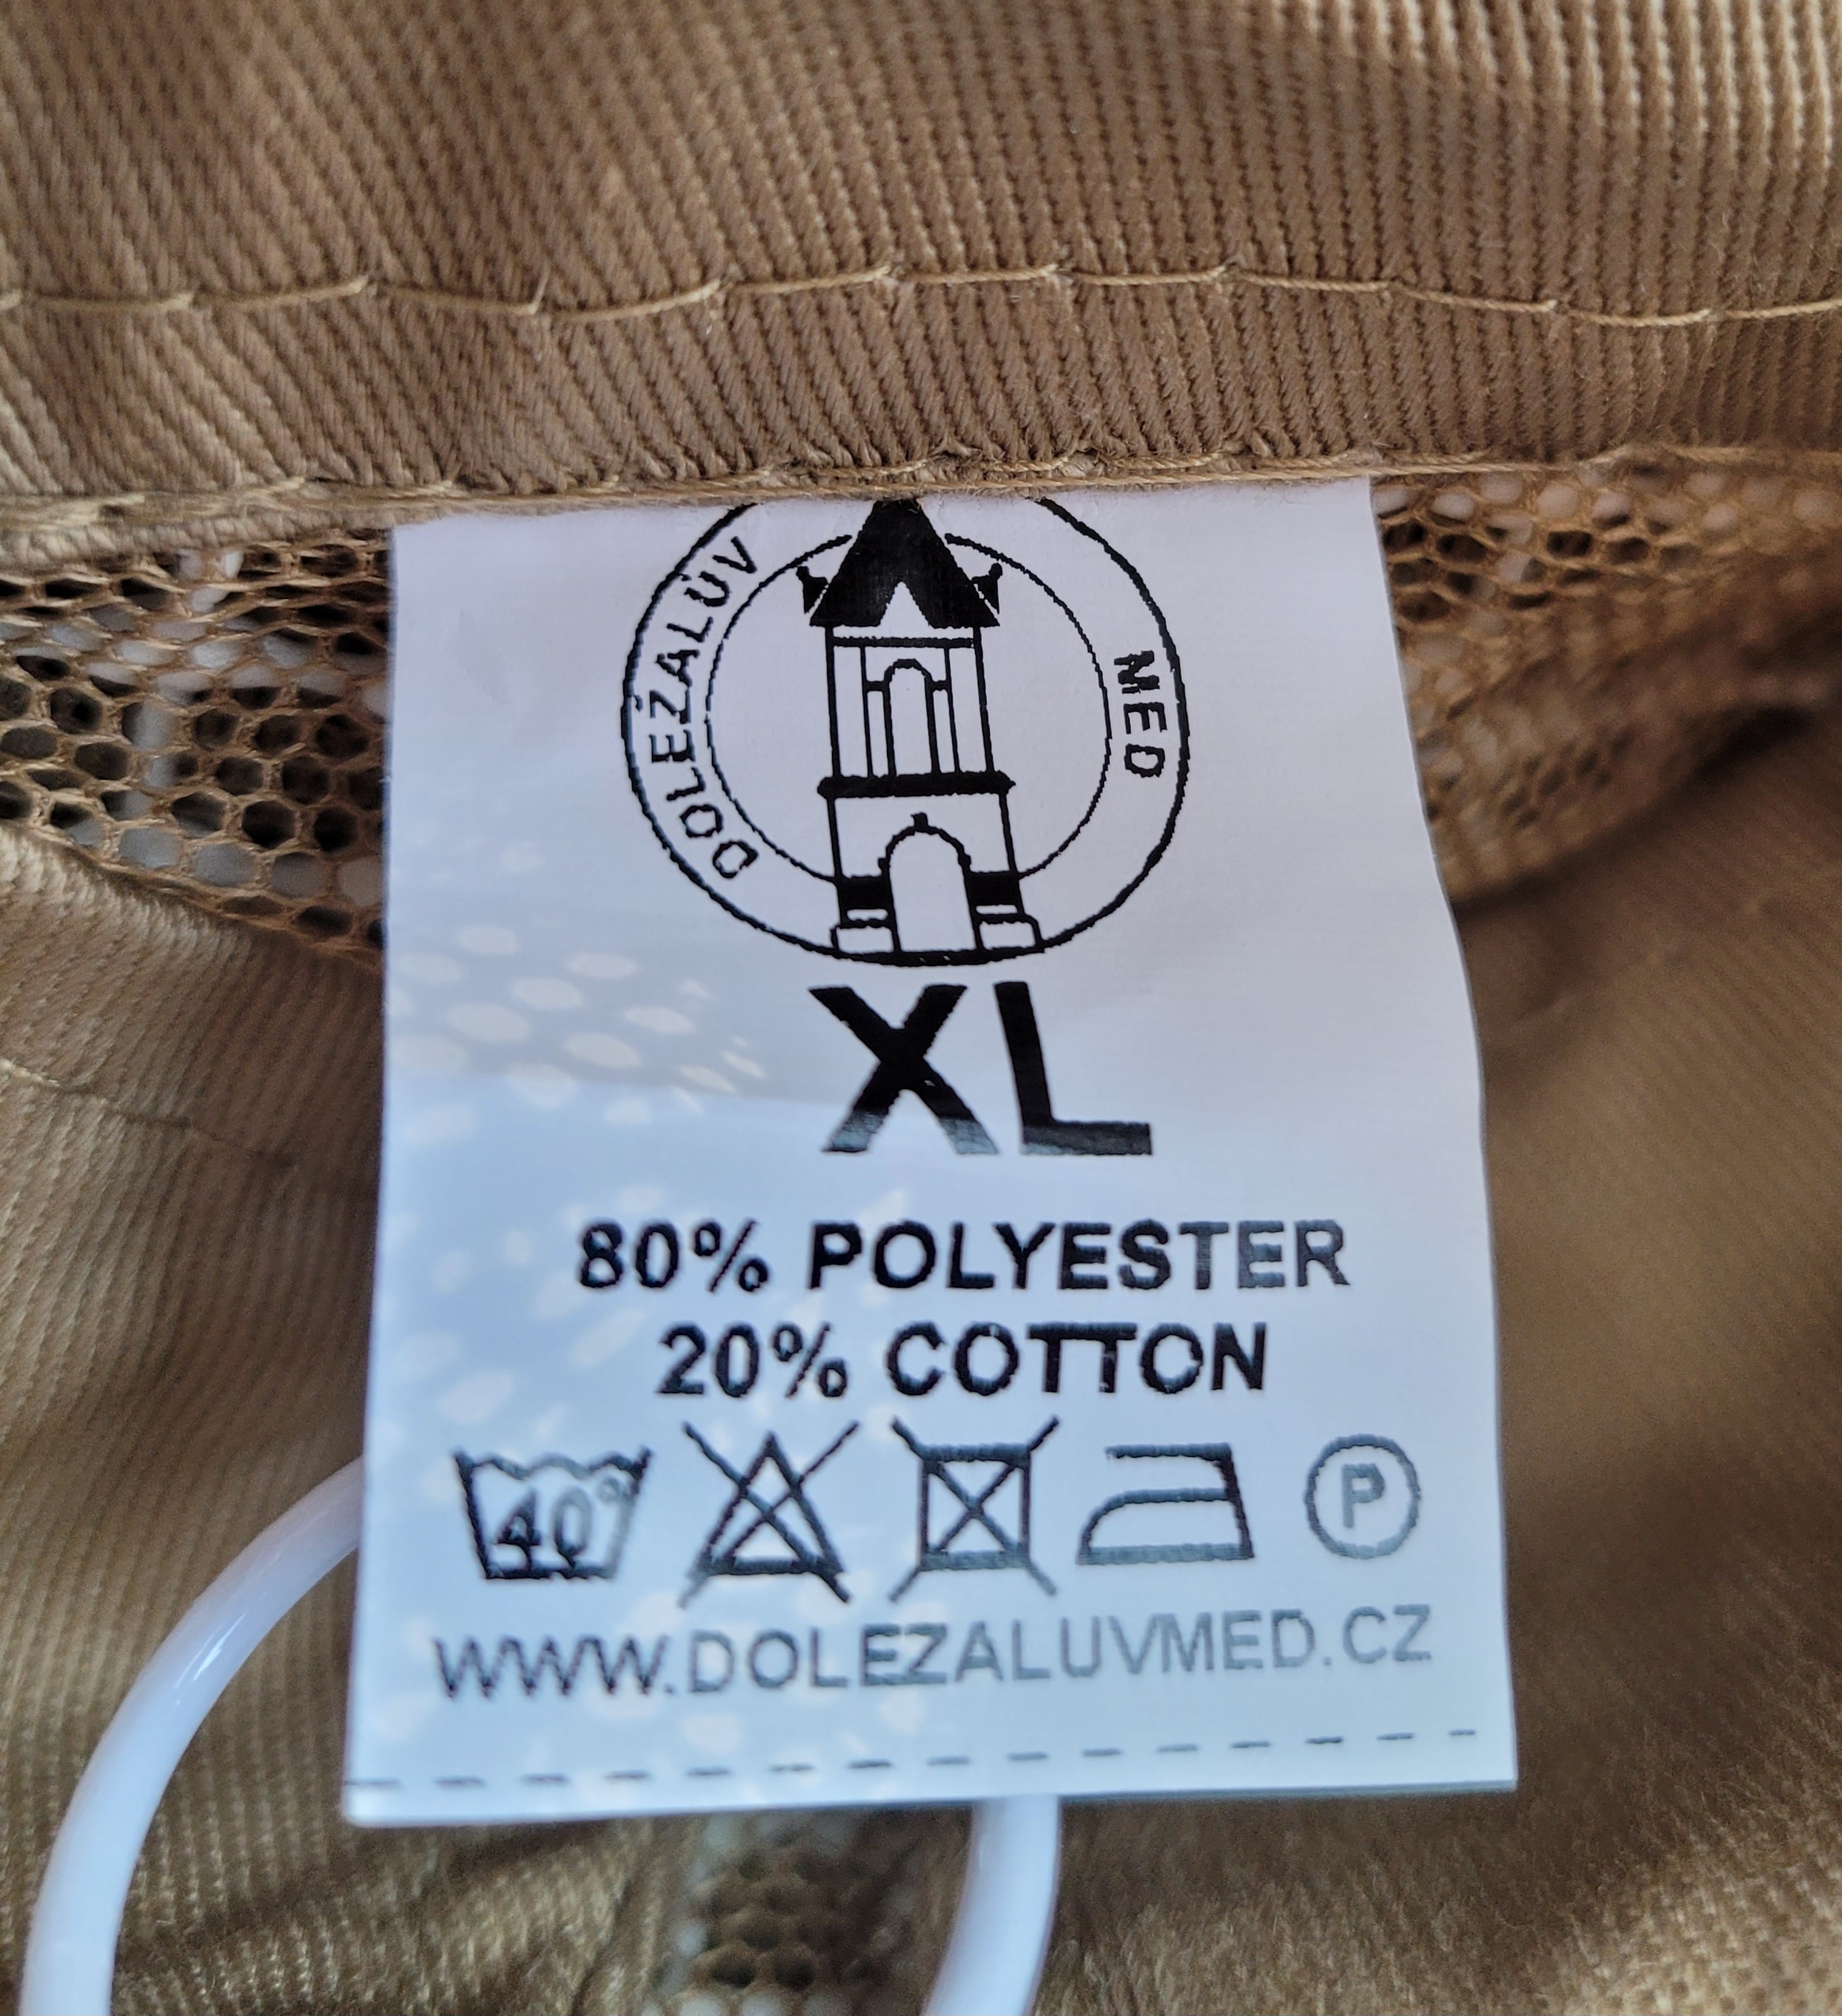 DOLEŽALŮV MED
XL
80% POLYESTER
20% COTTON
40° P
WWW.DOLEZALUVMED.CZ